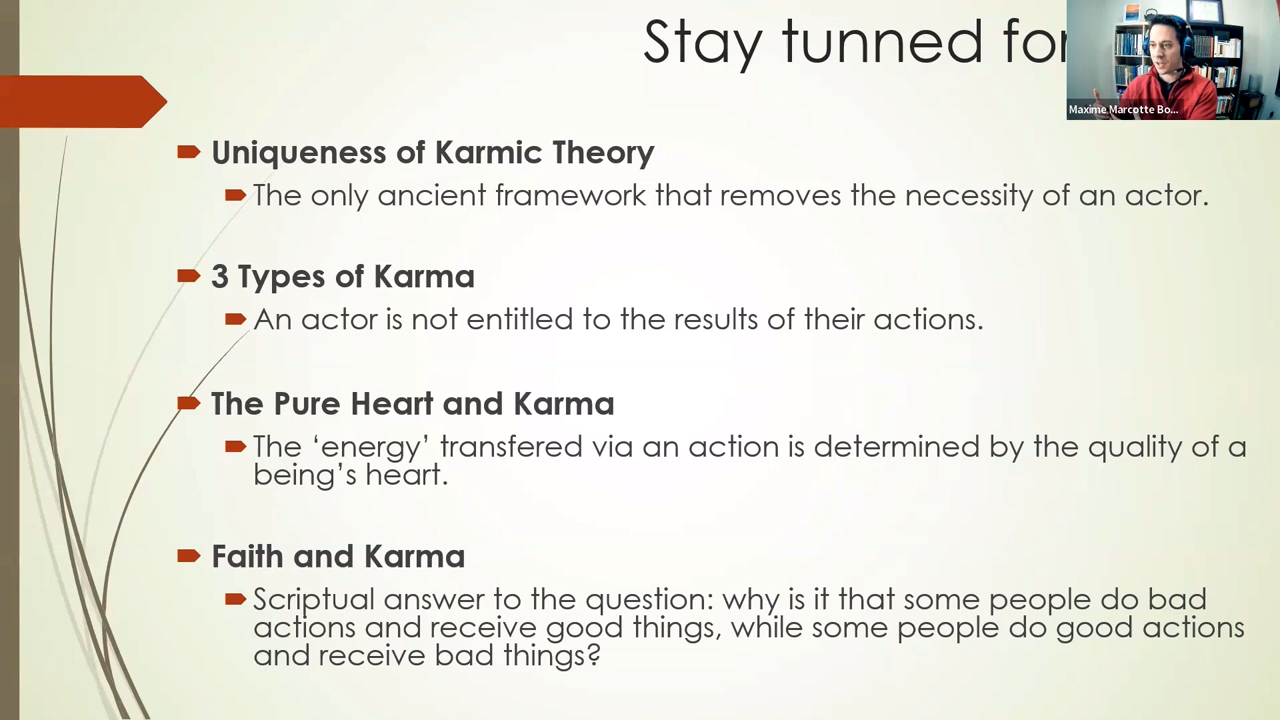 Stay tunned for
Maxime Marcotte Bo...
Uniqueness of Karmic Theory
The only ancient framework that removes the necessity of an actor.
3 Types of Karma
An actor is not entitled to the results of their actions.
The Pure Heart and Karma
The ‘energy’ transfered via an action is determined by the quality of a
being’s heart.
Faith and Karma
Scriptual answer to the question: why is it that some people do bad
actions and receive good things, while some people do good actions
and receive bad things?